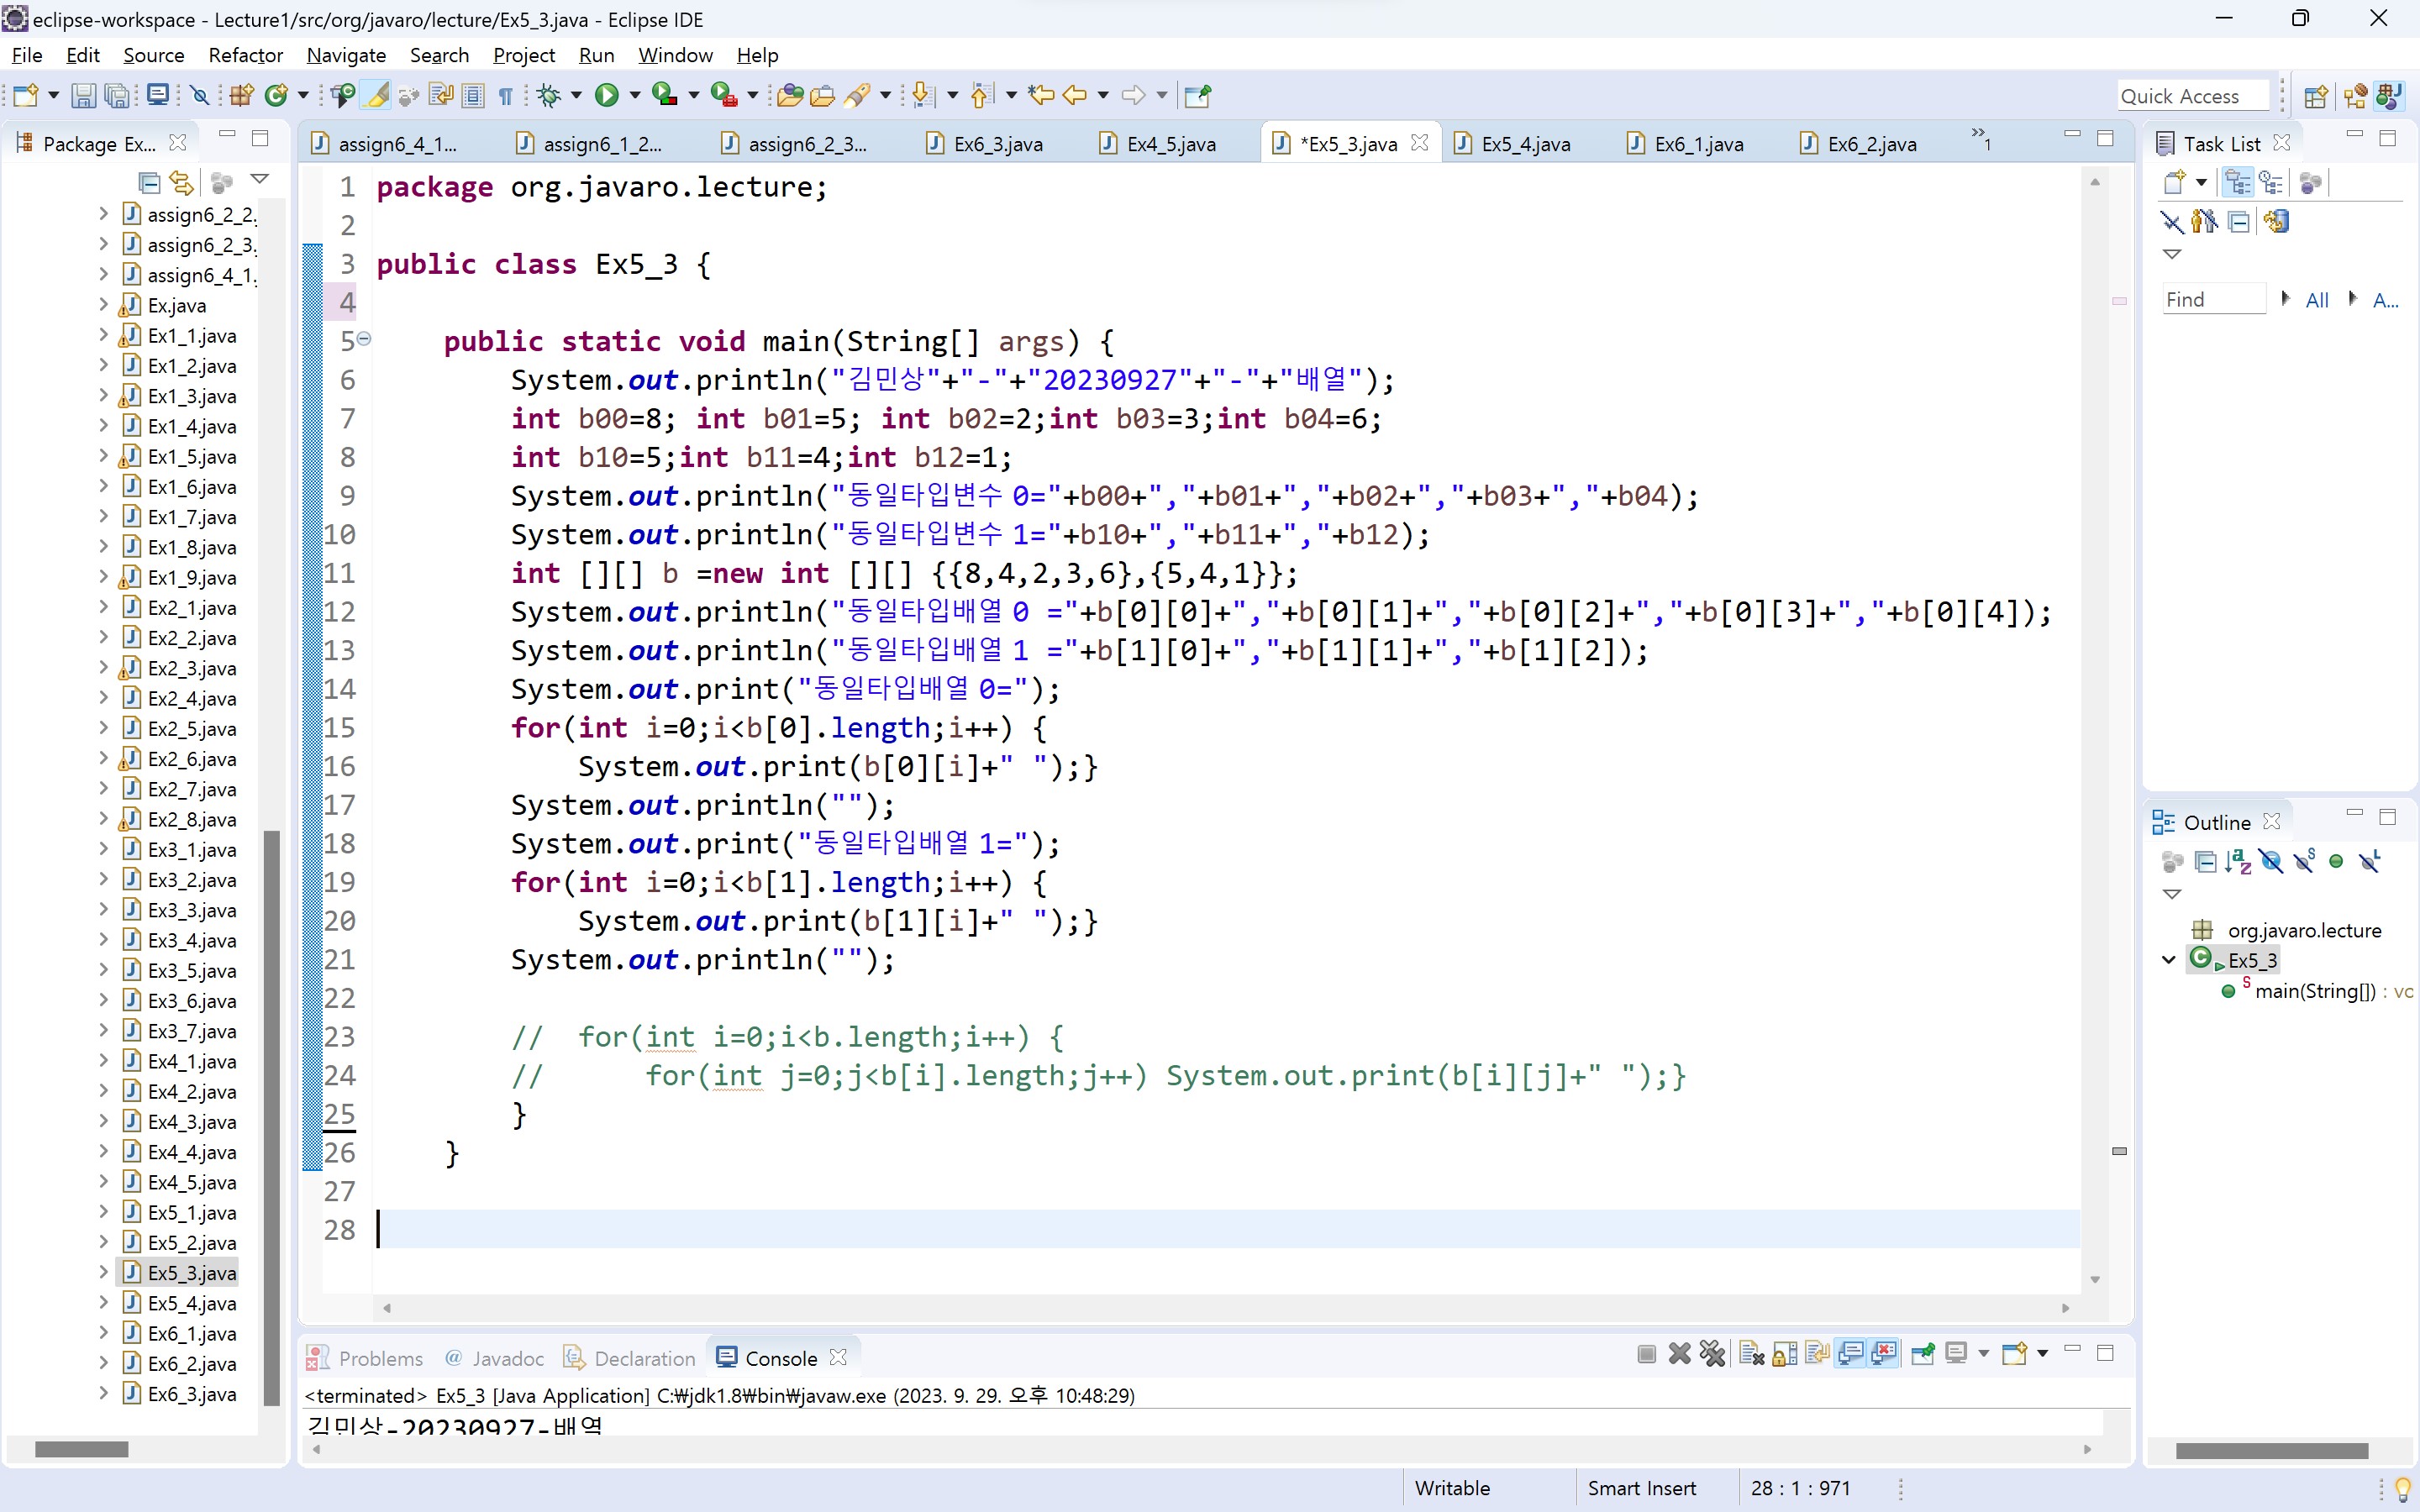 eclipse-workspace - Lecture1/src/org/javaro/lecture/Ex5_3.java - Eclipse IDE
File Edit Source Refactor Navigate Search Project Run Window Help
Quick Access
Package Ex...
assign6_2_2.
assign6_2_3.
assign6_4_1.
Ex.java
Ex1_1.java
Ex1_2.java
Ex1_3.java
Ex1_4.java
Ex1_5.java
Ex1_6.java
Ex1_7.java
Ex1_8.java
Ex1_9.java
Ex2_1.java
Ex2_2.java
Ex2_3.java
Ex2_4.java
Ex2_5.java
Ex2_6.java
Ex2_7.java
Ex2_8.java
Ex3_1.java
Ex3_2.java
Ex3_3.java
Ex3_4.java
Ex3_5.java
Ex3_6.java
Ex3_7.java
Ex4_1.java
Ex4_2.java
Ex4_3.java
Ex4_4.java
Ex4_5.java
Ex5_1.java
Ex5_2.java
Ex5_3.java
Ex5_4.java
Ex6_1.java
Ex6_2.java
Ex6_3.java
assign6_4_1... assign6_1_2... assign6_2_3... Ex6_3.java Ex4_5.java *Ex5_3.java Ex5_4.java Ex6_1.java Ex6_2.java »1
1 package org.javaro.lecture;
2
3 public class Ex5_3 {
4
5 public static void main(String[] args) {
6 System.out.println("김민상"+"-"+"20230927"+"-"+"배열");
7 int b00=8; int b01=5; int b02=2;int b03=3;int b04=6;
8 int b10=5;int b11=4;int b12=1;
9 System.out.println("동일타입변수 0="+b00+","+b01+","+b02+","+b03+","+b04);
10 System.out.println("동일타입변수 1="+b10+","+b11+","+b12);
11 int [][] b =new int [][] {{8,4,2,3,6},{5,4,1}};
12 System.out.println("동일타입배열 0 ="+b[0][0]+","+b[0][1]+","+b[0][2]+","+b[0][3]+","+b[0][4]);
13 System.out.println("동일타입배열 1 ="+b[1][0]+","+b[1][1]+","+b[1][2]);
14 System.out.print("동일타입배열 0=");
15 for(int i=0;i<b[0].length;i++) {
16 System.out.print(b[0][i]+" ");}
17 System.out.println("");
18 System.out.print("동일타입배열 1=");
19 for(int i=0;i<b[1].length;i++) {
20 System.out.print(b[1][i]+" ");}
21 System.out.println("");
22
23 // for(int i=0;i<b.length;i++) {
24 // for(int j=0;j<b[i].length;j++) System.out.print(b[i][j]+" ");}
25 }
26 }
27
28
Problems @ Javadoc Declaration Console
<terminated> Ex5_3 [Java Application] C:₩jdk1.8₩bin₩javaw.exe (2023. 9. 29. 오후 10:48:29)
김민상-20230927-배열
Task List
Find All A...
Outline
org.javaro.lecture
Ex5_3
main(String[]) : vo
Writable Smart Insert 28 : 1 : 971